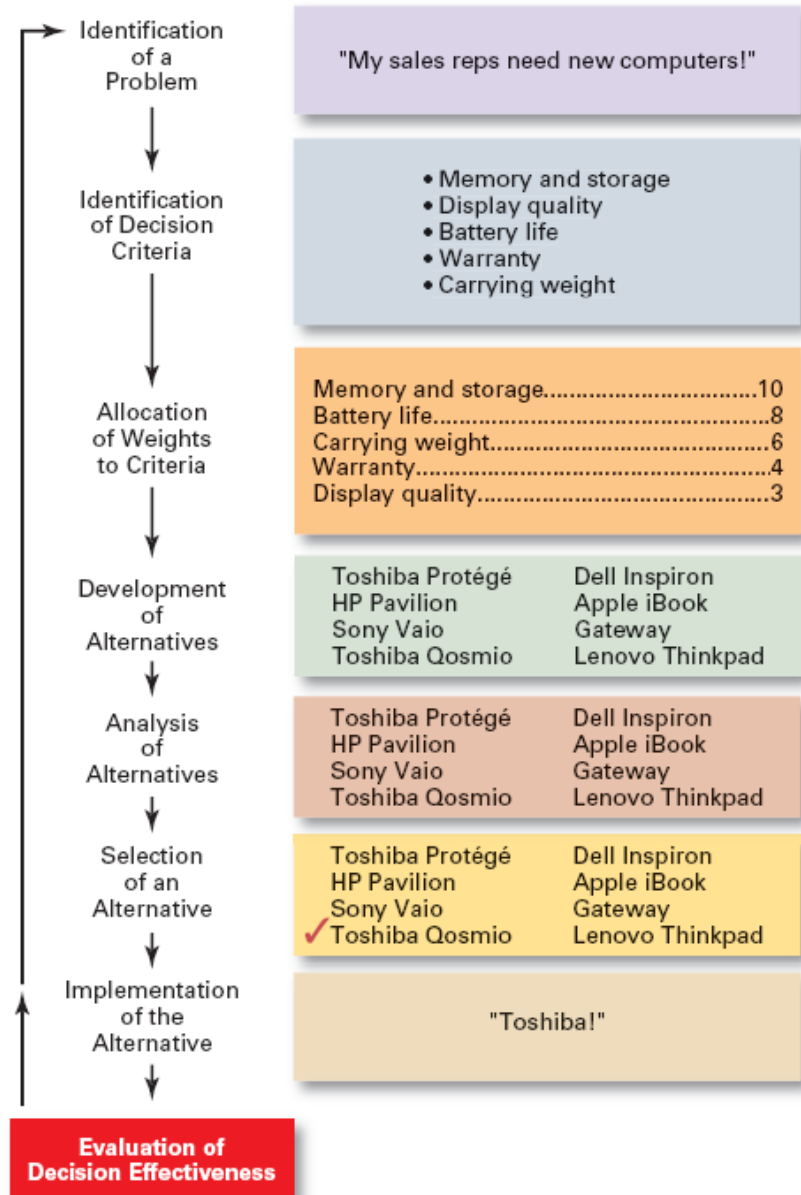 Identification
of a
Problem
"My sales reps need new computers!"
Identification
of Decision
Criteria
• Memory and storage
• Display quality
• Battery life
• Warranty
• Carrying weight
Allocation
of Weights
to Criteria
Memory and storage.................................10
Battery life..................................................8
Carrying weight...........................................6
Warranty.....................................................4
Display quality.............................................3
Development
of
Alternatives
Toshiba Protégé Dell Inspiron
HP Pavilion Apple iBook
Sony Vaio Gateway
Toshiba Qosmio Lenovo Thinkpad
Analysis
of
Alternatives
Toshiba Protégé Dell Inspiron
HP Pavilion Apple iBook
Sony Vaio Gateway
Toshiba Qosmio Lenovo Thinkpad
Selection
of an
Alternative
Toshiba Protégé Dell Inspiron
HP Pavilion Apple iBook
Sony Vaio Gateway
✓ Toshiba Qosmio Lenovo Thinkpad
Implementation
of the
Alternative
"Toshiba!"
Evaluation of
Decision Effectiveness